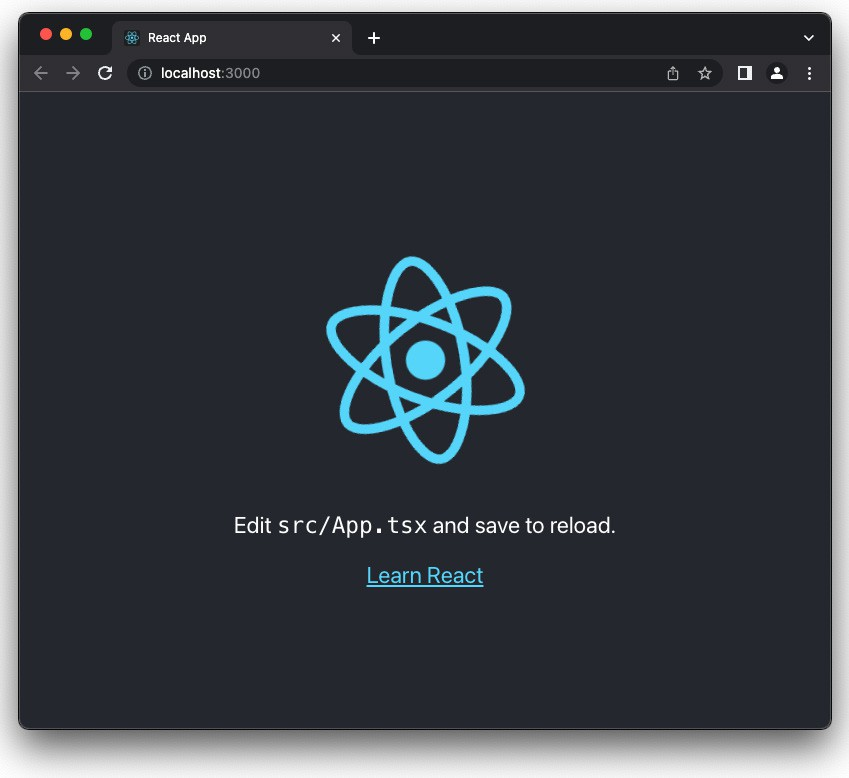 React App
localhost:3000
Edit src/App.tsx and save to reload.
Learn React